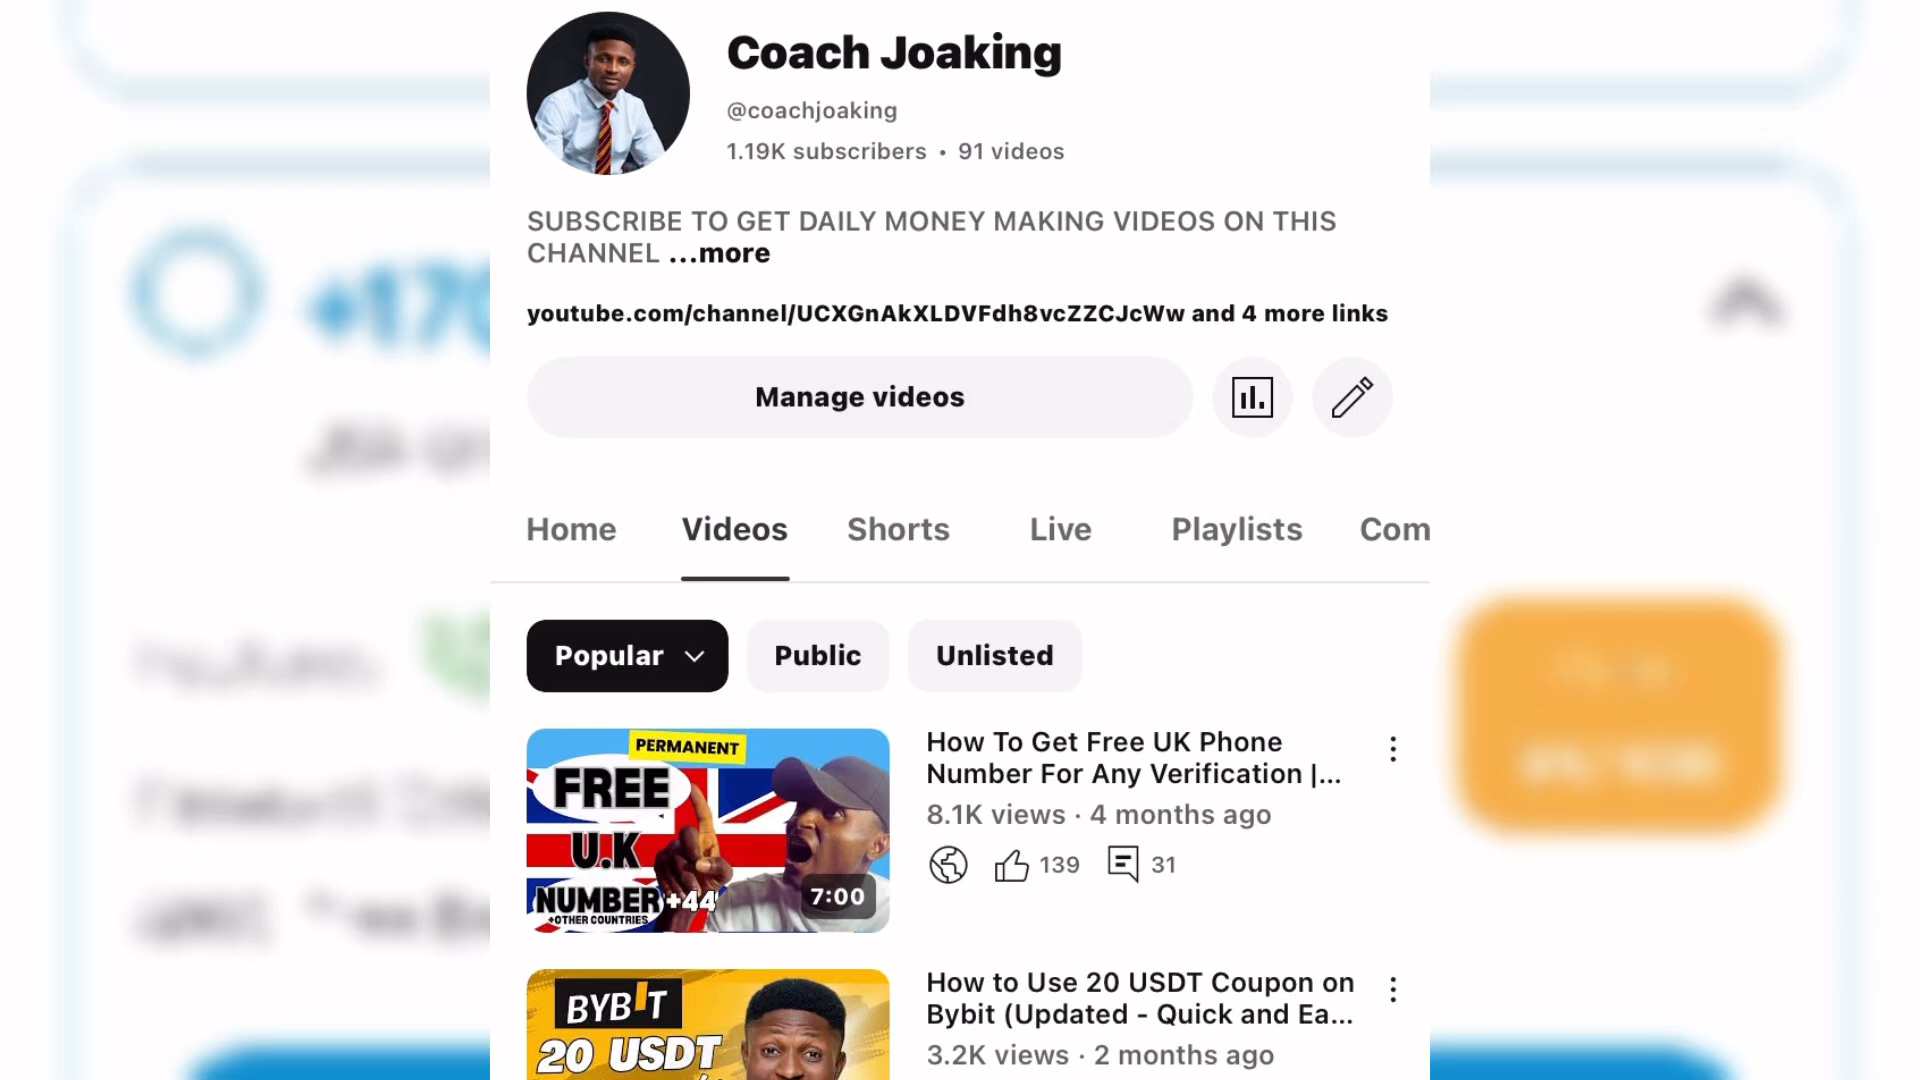 Coach Joaking
@coachjoaking
1.19K subscribers • 91 videos
SUBSCRIBE TO GET DAILY MONEY MAKING VIDEOS ON THIS
CHANNEL ...more
youtube.com/channel/UCXGnAkXLDVFdh8vcZZCJcWw and 4 more links
Manage videos
Home Videos Shorts Live Playlists Com
Popular Public Unlisted
PERMANENT
FREE
U.K
NUMBER +44
+OTHER COUNTRIES
7:00
How To Get Free UK Phone
Number For Any Verification |...
8.1K views · 4 months ago
139 31
BYBIT
20 USDT
How to Use 20 USDT Coupon on
Bybit (Updated - Quick and Ea...
3.2K views · 2 months ago
+170